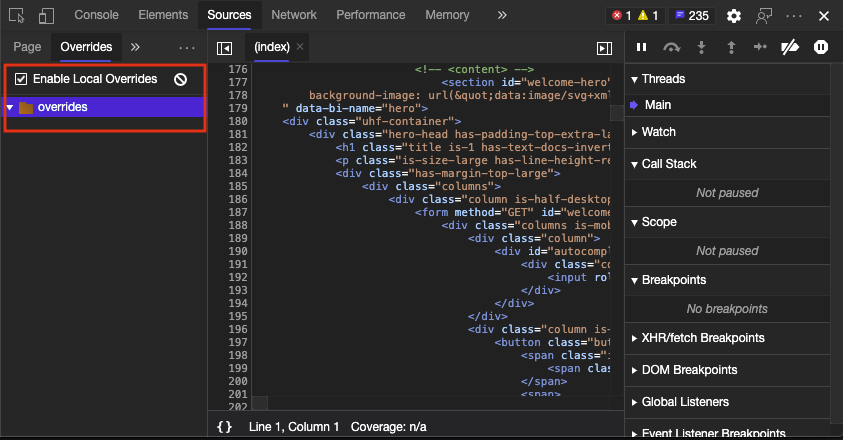 Console Elements Sources Network Performance Memory » 1 1 235 ···
Page Overrides » ···
(index) ×
Enable Local Overrides
overrides
176 <!-- <content> -->
177 <section id="welcome-hero"
178 background-image: url(&quot;data:image/svg+xml
179 " data-bi-name="hero">
180 <div class="uhf-container">
181 <div class="hero-head has-padding-top-extra-la
182 <h1 class="title is-1 has-text-docs-invert
183 <p class="is-size-large has-line-height-re
184 <div class="has-margin-top-large">
185 <div class="columns">
186 <div class="column is-half-desktop
187 <form method="GET" id="welcome
188 <div class="columns is-mob
189 <div class="column">
190 <div id="autocompl
191 <div class="co
192 <input rol
193 </div>
194 </div>
195 </div>
196 <div class="column is-
197 <button class="but
198 <span class="i
199 <span clas
200 </span>
201 <span>
202
{} Line 1, Column 1 Coverage: n/a
Threads
Main
Watch
Call Stack
Not paused
Scope
Not paused
Breakpoints
No breakpoints
XHR/fetch Breakpoints
DOM Breakpoints
Global Listeners
Event Listener Breakpoints